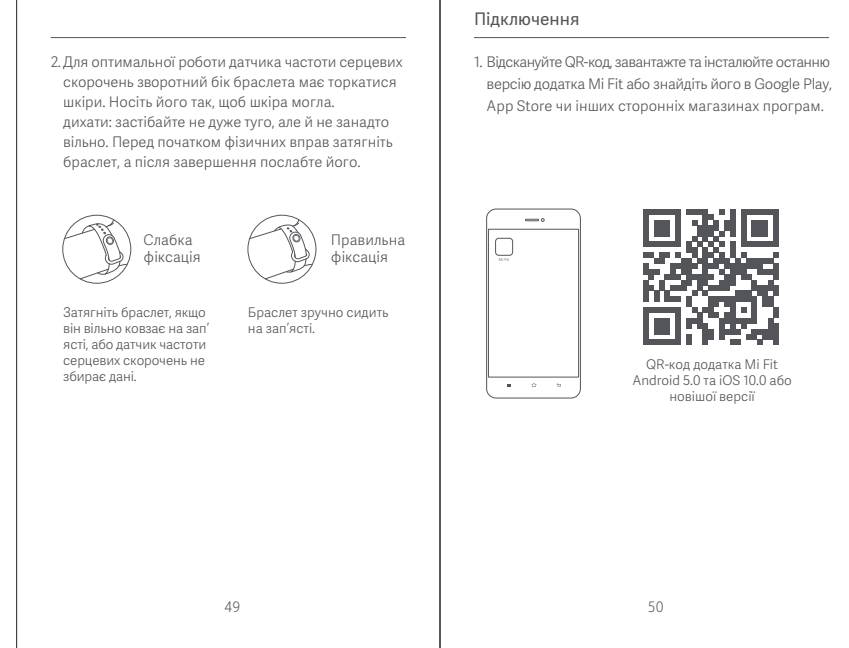 2. Для оптимальної роботи датчика частоти серцевих
скорочень зворотний бік браслета має торкатися
шкіри. Носіть його так, щоб шкіра могла.
дихати: застібайте не дуже туго, але й не занадто
вільно. Перед початком фізичних вправ затягніть
браслет, а після завершення послабте його.
Слабка
фіксація
Правильна
фіксація
Затягніть браслет, якщо
він вільно ковзає на зап’
ясті, або датчик частоти
серцевих скорочень не
збирає дані.
Браслет зручно сидить
на зап’ясті.
49
Підключення
1. Відскануйте QR-код, завантажте та інсталюйте останню
версію додатка Mi Fit або знайдіть його в Google Play,
App Store чи інших сторонніх магазинах програм.
QR-код додатка Mi Fit
Android 5.0 та iOS 10.0 або
новішої версії
50